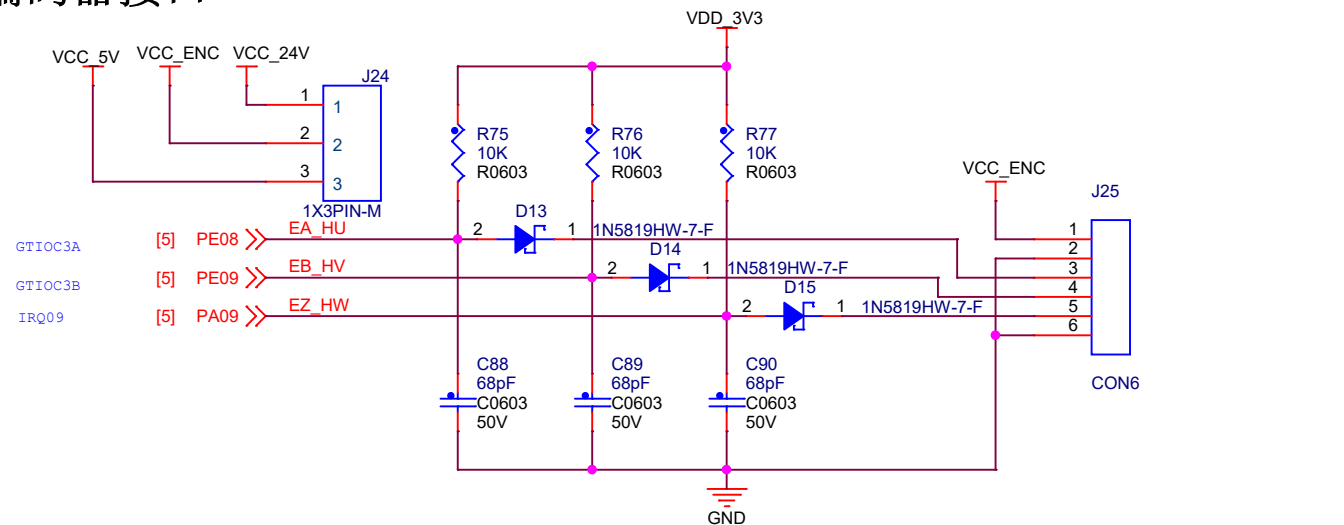 VDD_3V3
VCC_5V VCC_ENC VCC_24V
J24
1 1
2 2
3 3
1X3PIN-M
R75
10K
R0603
R76
10K
R0603
R77
10K
R0603
VCC_ENC
J25
GTIOC3A [5] PE08 EA_HU 2 D13 1 1N5819HW-7-F
GTIOC3B [5] PE09 EB_HV 2 D14 1 1N5819HW-7-F
IRQ09 [5] PA09 EZ_HW 2 D15 1 1N5819HW-7-F
1
2
3
4
5
6
CON6
C88
68pF
C0603
50V
C89
68pF
C0603
50V
C90
68pF
C0603
50V
GND